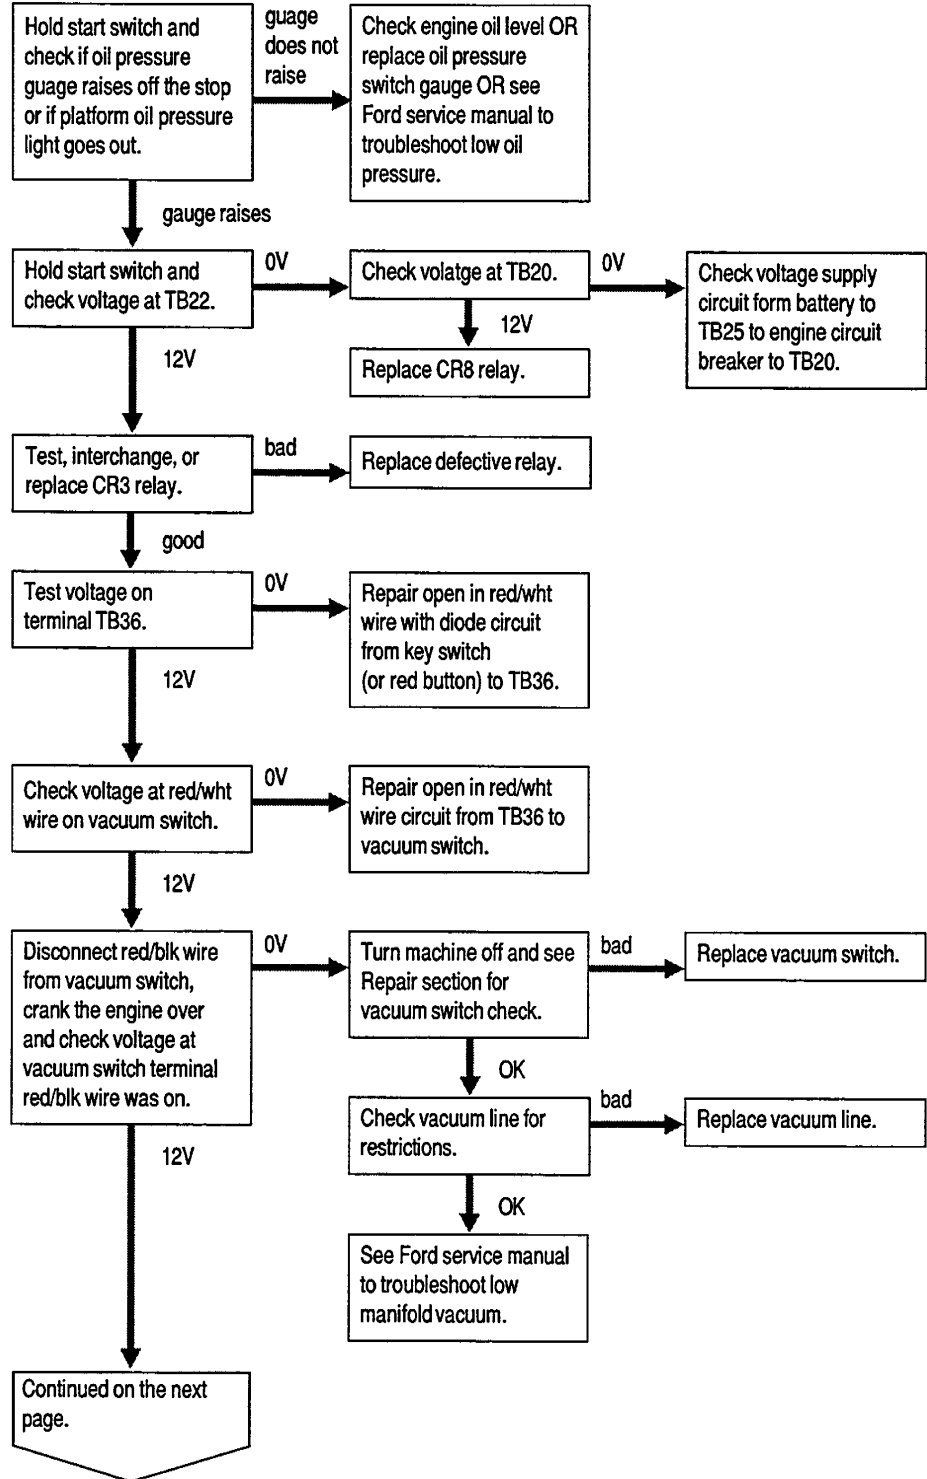 Hold start switch and
check if oil pressure
guage raises off the stop
or if platform oil pressure
light goes out.
guage
does not
raise
Check engine oil level OR
replace oil pressure
switch gauge OR see
Ford service manual to
troubleshoot low oil
pressure.
gauge raises
Hold start switch and
check voltage at TB22.
0V
Check volatge at TB20.
0V
Check voltage supply
circuit form battery to
TB25 to engine circuit
breaker to TB20.
12V
Replace CR8 relay.
12V
Test, interchange, or
replace CR3 relay.
bad
Replace defective relay.
good
Test voltage on
terminal TB36.
0V
Repair open in red/wht
wire with diode circuit
from key switch
(or red button) to TB36.
12V
Check voltage at red/wht
wire on vacuum switch.
0V
Repair open in red/wht
wire circuit from TB36 to
vacuum switch.
12V
Disconnect red/blk wire
from vacuum switch,
crank the engine over
and check voltage at
vacuum switch terminal
red/blk wire was on.
0V
Turn machine off and see
Repair section for
vacuum switch check.
bad
Replace vacuum switch.
OK
Check vacuum line for
restrictions.
bad
Replace vacuum line.
12V
OK
See Ford service manual
to troubleshoot low
manifold vacuum.
Continued on the next
page.